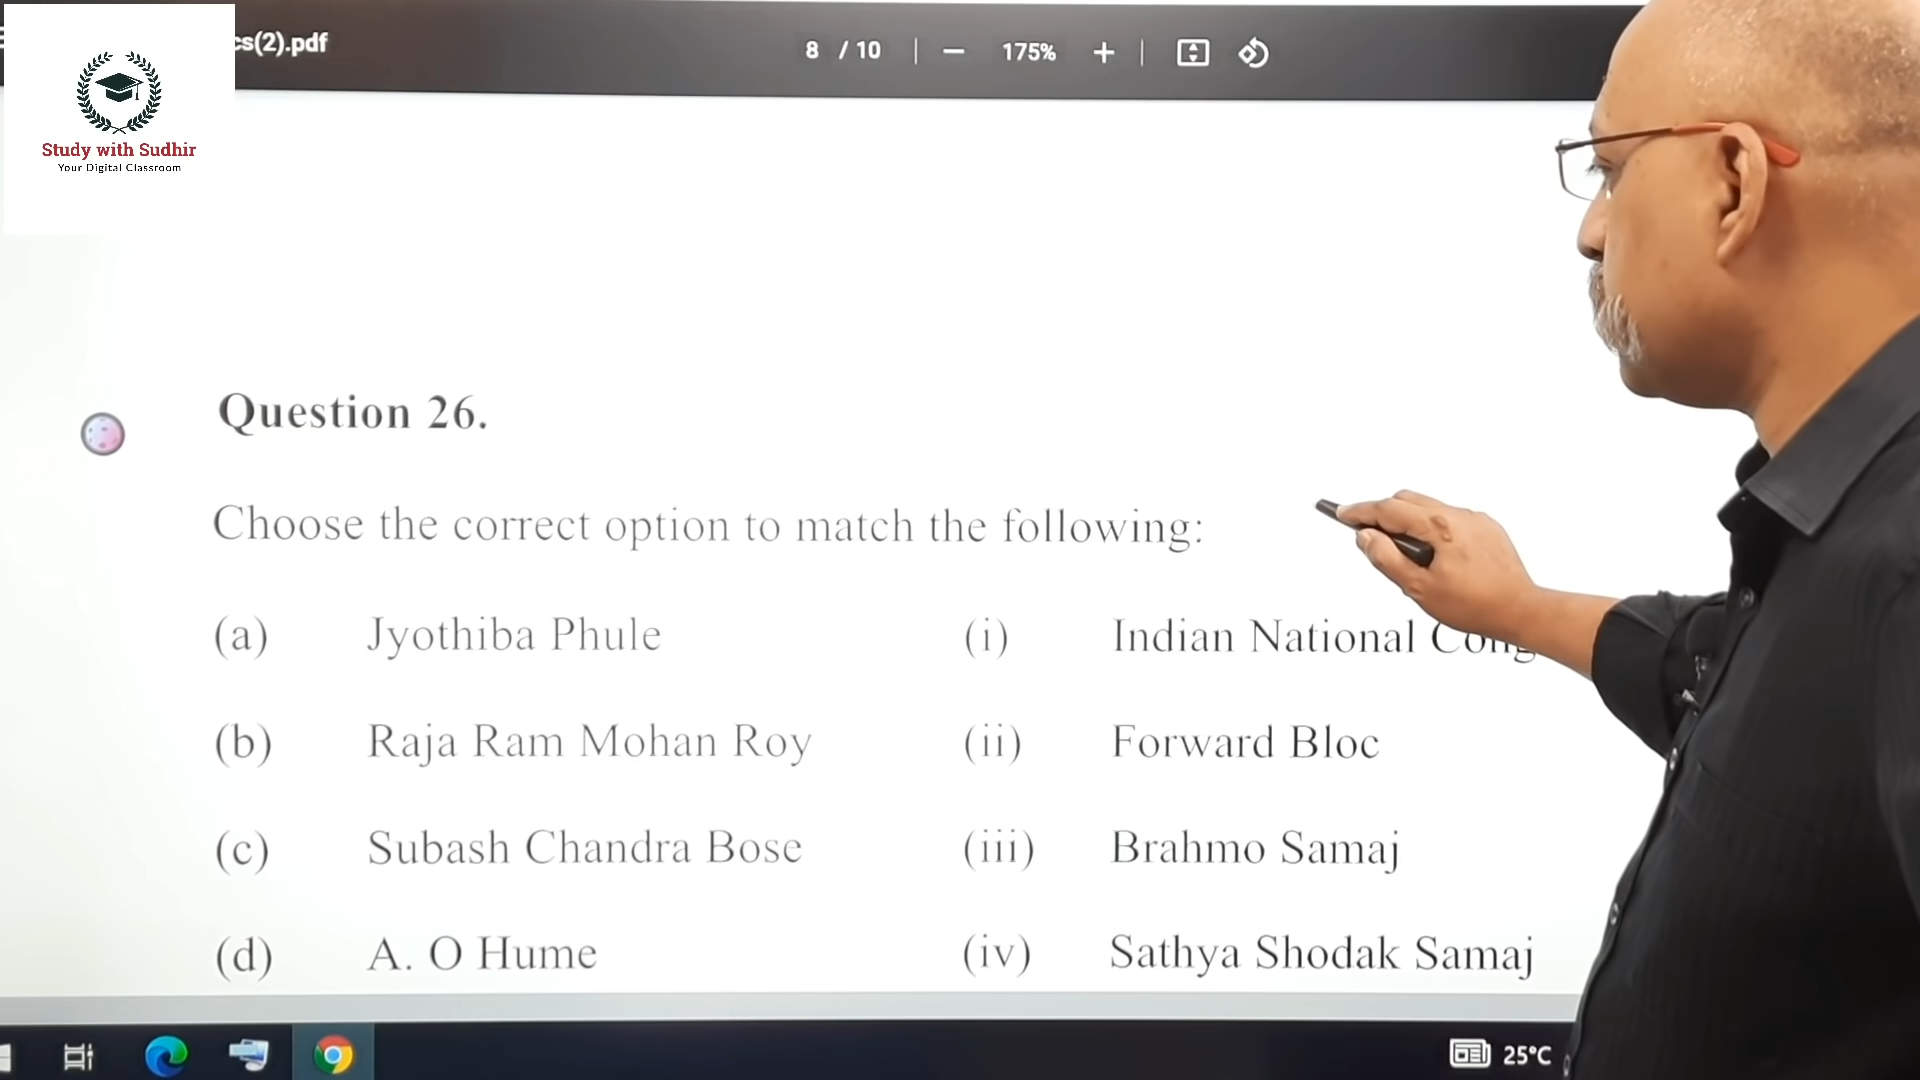 cs(2).pdf
8 / 10
175%
Study with Sudhir
Your Digital Classroom
Question 26.
Choose the correct option to match the following:
(a) Jyothiba Phule (i) Indian National
(b) Raja Ram Mohan Roy (ii) Forward Bloc
(c) Subash Chandra Bose (iii) Brahmo Samaj
(d) A. O Hume (iv) Sathya Shodak Samaj
25°C